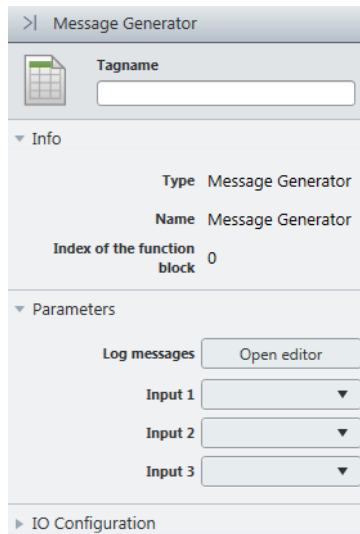 Message Generator
Tagname
Info
Type Message Generator
Name Message Generator
Index of the function
block 0
Parameters
Log messages Open editor
Input 1
Input 2
Input 3
IO Configuration